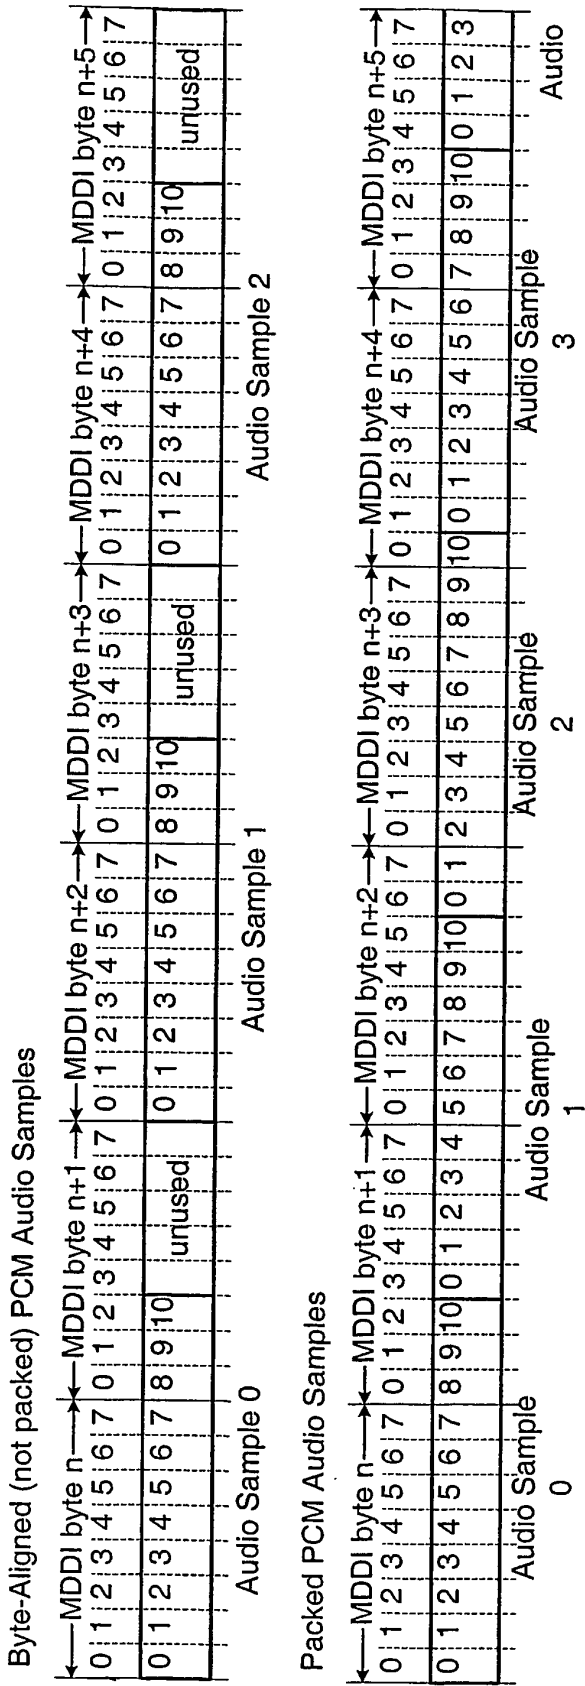 Byte-Aligned (not packed) PCM Audio Samples
MDDI byte n MDDI byte n+1 MDDI byte n+2 MDDI byte n+3 MDDI byte n+4 MDDI byte n+5
0 1 2 3 4 5 6 7 0 1 2 3 4 5 6 7 0 1 2 3 4 5 6 7 0 1 2 3 4 5 6 7 0 1 2 3 4 5 6 7 0 1 2 3 4 5 6 7
0 1 2 3 4 5 6 7 8 9 10 unused 0 1 2 3 4 5 6 7 8 9 10 unused 0 1 2 3 4 5 6 7 8 9 10 unused
Audio Sample 0 Audio Sample 1 Audio Sample 2
Packed PCM Audio Samples
MDDI byte n MDDI byte n+1 MDDI byte n+2 MDDI byte n+3 MDDI byte n+4 MDDI byte n+5
0 1 2 3 4 5 6 7 0 1 2 3 4 5 6 7 0 1 2 3 4 5 6 7 0 1 2 3 4 5 6 7 0 1 2 3 4 5 6 7 0 1 2 3 4 5 6 7
0 1 2 3 4 5 6 7 8 9 10 0 1 2 3 4 5 6 7 8 9 10 0 1 2 3 4 5 6 7 8 9 10 0 1 2 3 4 5 6 7 8 9 10 0 1 2 3
Audio Sample Audio Sample Audio Sample Audio Sample Audio
0 1 2 3